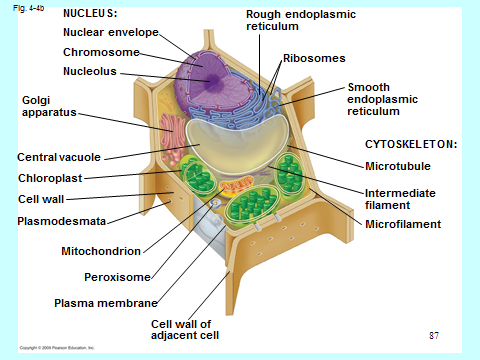 Fig. 4-4b
NUCLEUS:
Nuclear envelope
Chromosome
Nucleolus
Rough endoplasmic
reticulum
Ribosomes
Smooth
endoplasmic
reticulum
Golgi
apparatus
CYTOSKELETON:
Central vacuole
Microtubule
Chloroplast
Cell wall
Intermediate
filament
Plasmodesmata
Microfilament
Mitochondrion
Peroxisome
Plasma membrane
Cell wall of
adjacent cell
87
Copyright © 2009 Pearson Education, Inc.